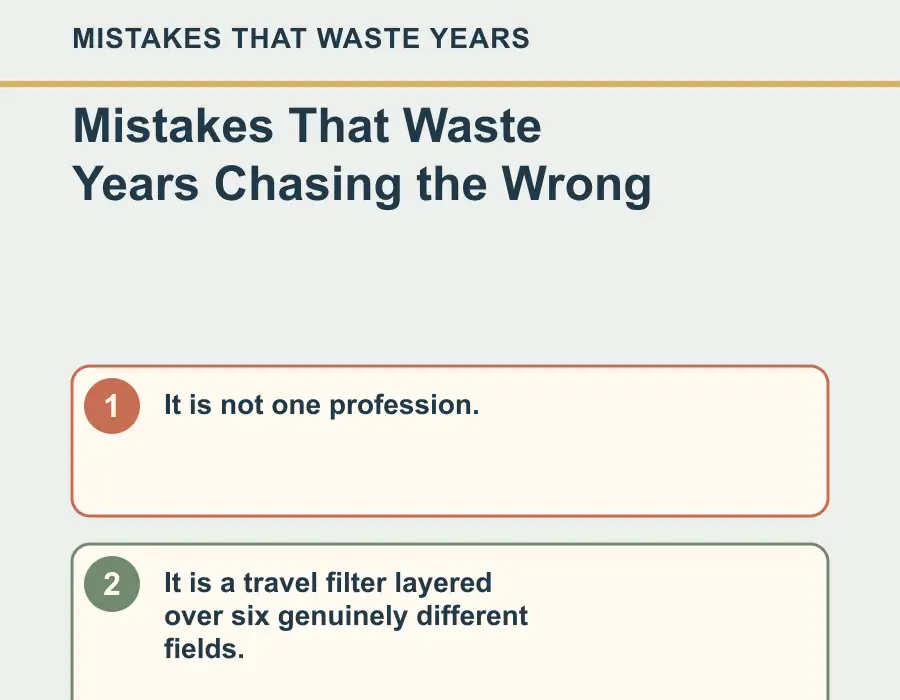 MISTAKES THAT WASTE YEARS
Mistakes That Waste
Years Chasing the Wrong
1
It is not one profession.
2
It is a travel filter layered
over six genuinely different
fields.